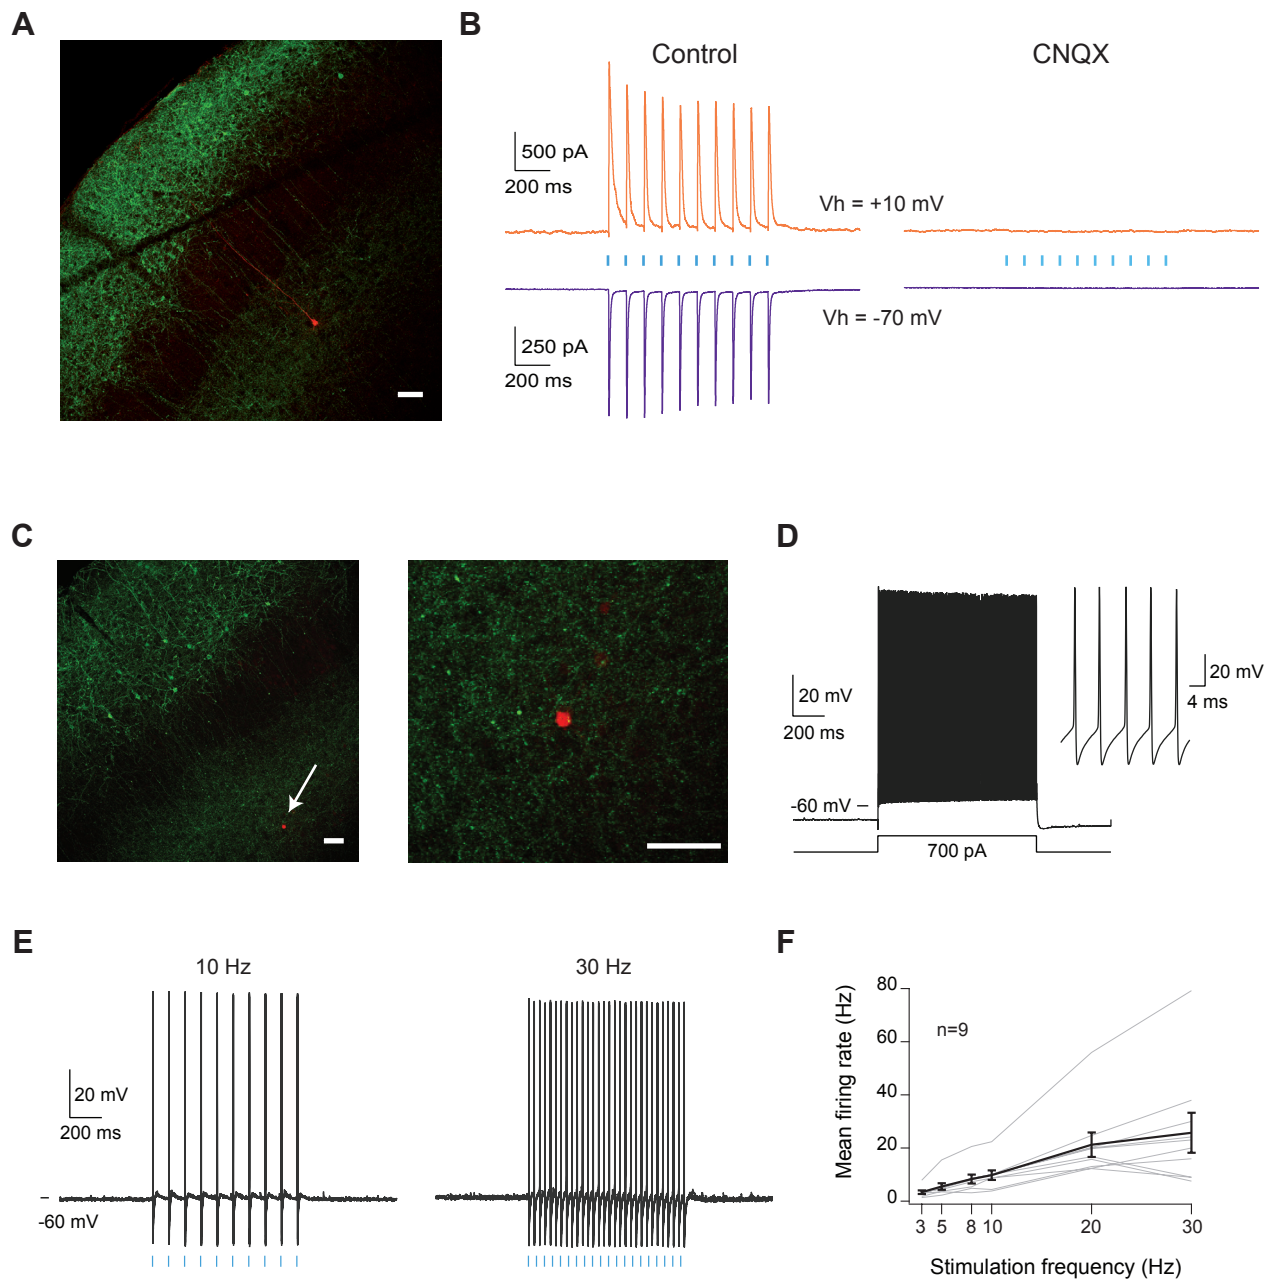 A
B
Control
CNQX
500 pA
200 ms
Vh = +10 mV
Vh = -70 mV
250 pA
200 ms
C
D
20 mV
200 ms
20 mV
4 ms
-60 mV
700 pA
E
10 Hz
30 Hz
20 mV
200 ms
-60 mV
F
Mean firing rate (Hz)
80
60
40
20
0
n=9
3 5 8 10 20 30
Stimulation frequency (Hz)